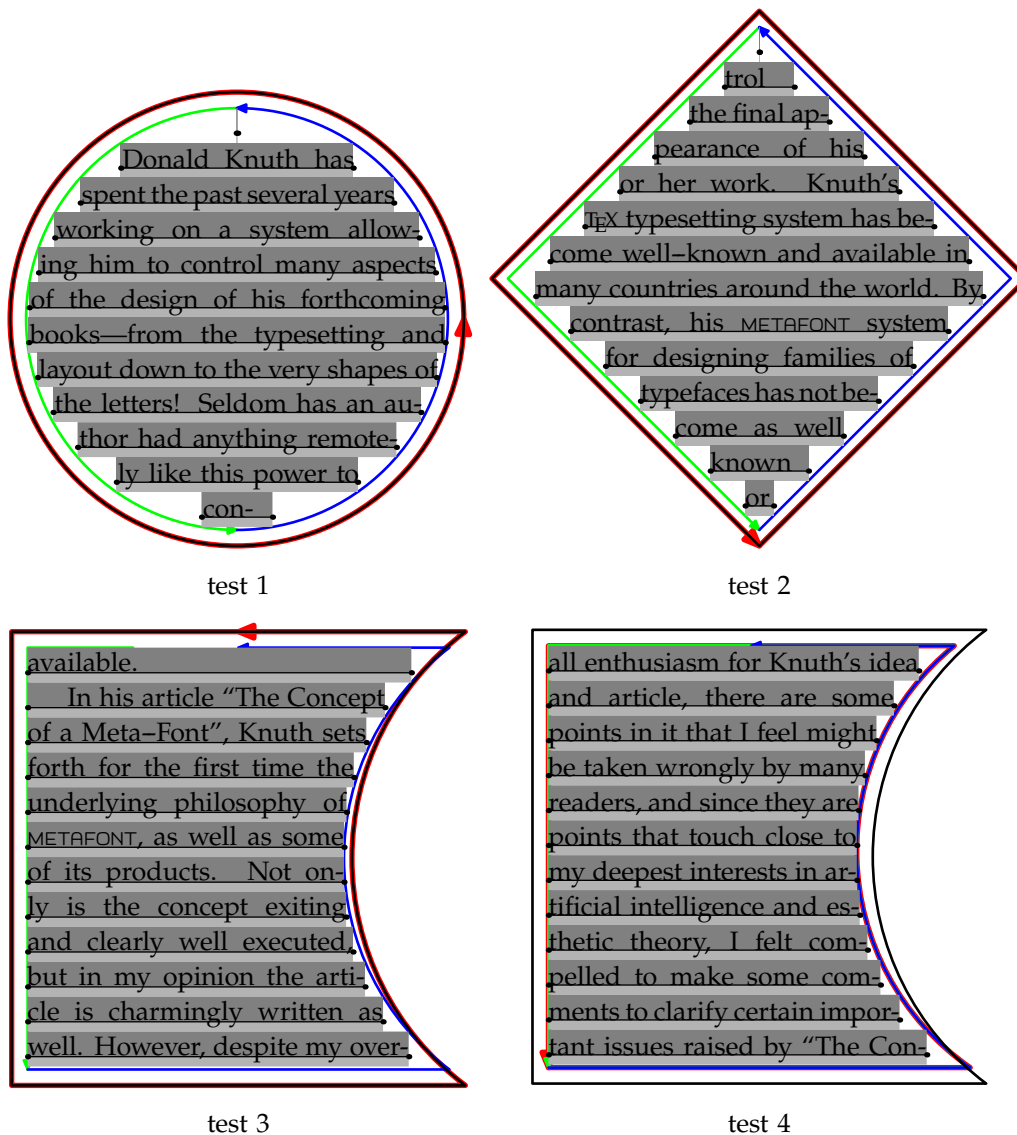 Donald Knuth has
spent the past several years
working on a system allow-
ing him to control many aspects
of the design of his forthcoming
books—from the typesetting and
layout down to the very shapes of
the letters! Seldom has an au-
thor had anything remote-
ly like this power to
con-
test 1
trol
the final ap-
pearance of his
or her work. Knuth's
TEX typesetting system has be-
come well–known and available in
many countries around the world. By
contrast, his METAFONT system
for designing families of
typefaces has not be-
come as well
known
or
test 2
available.
In his article “The Concept
of a Meta–Font”, Knuth sets
forth for the first time the
underlying philosophy of
METAFONT, as well as some
of its products. Not on-
ly is the concept exiting
and clearly well executed,
but in my opinion the arti-
cle is charmingly written as
well. However, despite my over-
test 3
all enthusiasm for Knuth's idea
and article, there are some
points in it that I feel might
be taken wrongly by many
readers, and since they are
points that touch close to
my deepest interests in ar-
tificial intelligence and es-
thetic theory, I felt com-
pelled to make some com-
ments to clarify certain impor-
tant issues raised by “The Con-
test 4